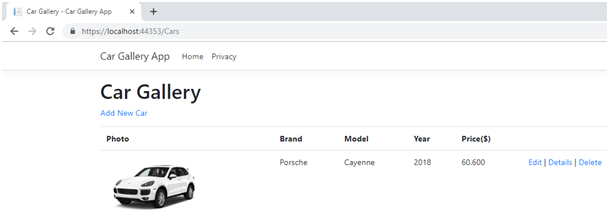 Car Gallery - Car Gallery App
https://localhost:44353/Cars
Car Gallery App Home Privacy
Car Gallery
Add New Car
Photo Brand Model Year Price($)
Porsche Cayenne 2018 60.600 Edit | Details | Delete